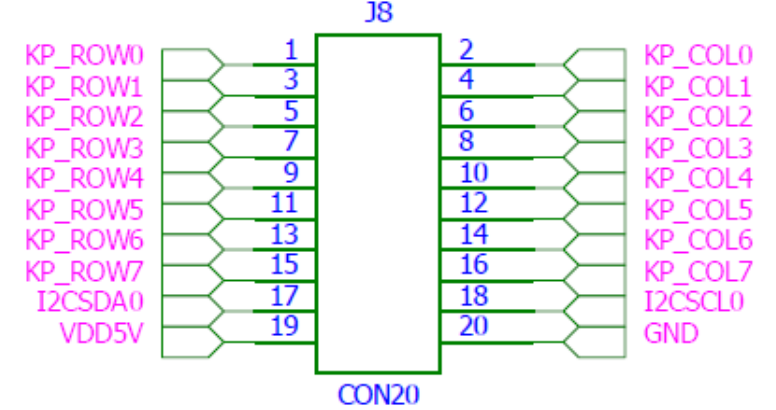 J8
KP_ROW0 1 2 KP_COL0
KP_ROW1 3 4 KP_COL1
KP_ROW2 5 6 KP_COL2
KP_ROW3 7 8 KP_COL3
KP_ROW4 9 10 KP_COL4
KP_ROW5 11 12 KP_COL5
KP_ROW6 13 14 KP_COL6
KP_ROW7 15 16 KP_COL7
I2CSDA0 17 18 I2CSCL0
VDD5V 19 20 GND
CON20